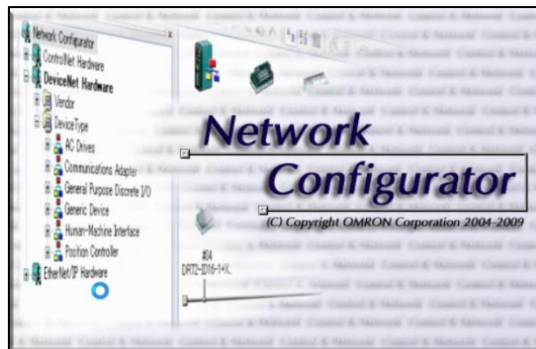 Network Configurator
ControlNet Hardware
DeviceNet Hardware
Vendor
DeviceType
AC Drives
Communications Adapter
General Purpose Discrete I/O
Generic Device
Human-Machine Interface
Position Controller
EtherNet/IP Hardware
#04
DRT2-ID16-1+X..
Network
Configurator
(C) Copyright OMRON Corporation 2004-2009